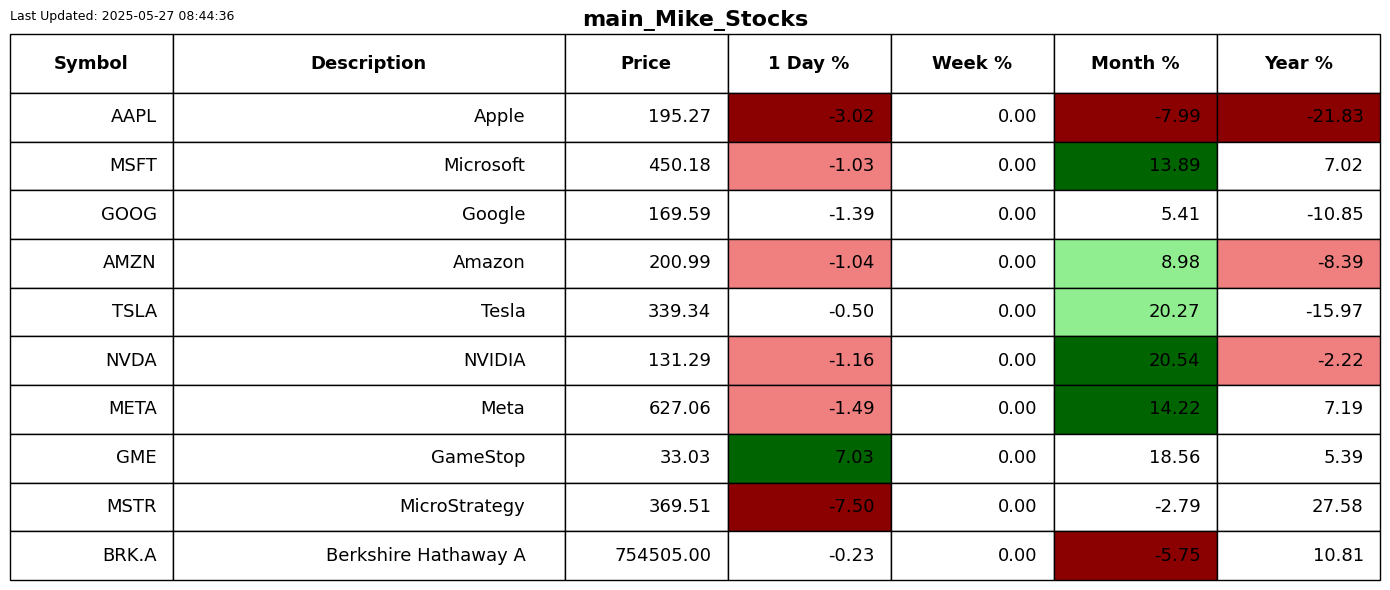 Last Updated: 2025-05-27 08:44:36
main_Mike_Stocks
Symbol Description Price 1 Day % Week % Month % Year %
AAPL Apple 195.27 -3.02 0.00 -7.99 -21.83
MSFT Microsoft 450.18 -1.03 0.00 13.89 7.02
GOOG Google 169.59 -1.39 0.00 5.41 -10.85
AMZN Amazon 200.99 -1.04 0.00 8.98 -8.39
TSLA Tesla 339.34 -0.50 0.00 20.27 -15.97
NVDA NVIDIA 131.29 -1.16 0.00 20.54 -2.22
META Meta 627.06 -1.49 0.00 14.22 7.19
GME GameStop 33.03 7.03 0.00 18.56 5.39
MSTR MicroStrategy 369.51 -7.50 0.00 -2.79 27.58
BRK.A Berkshire Hathaway A 754505.00 -0.23 0.00 -5.75 10.81